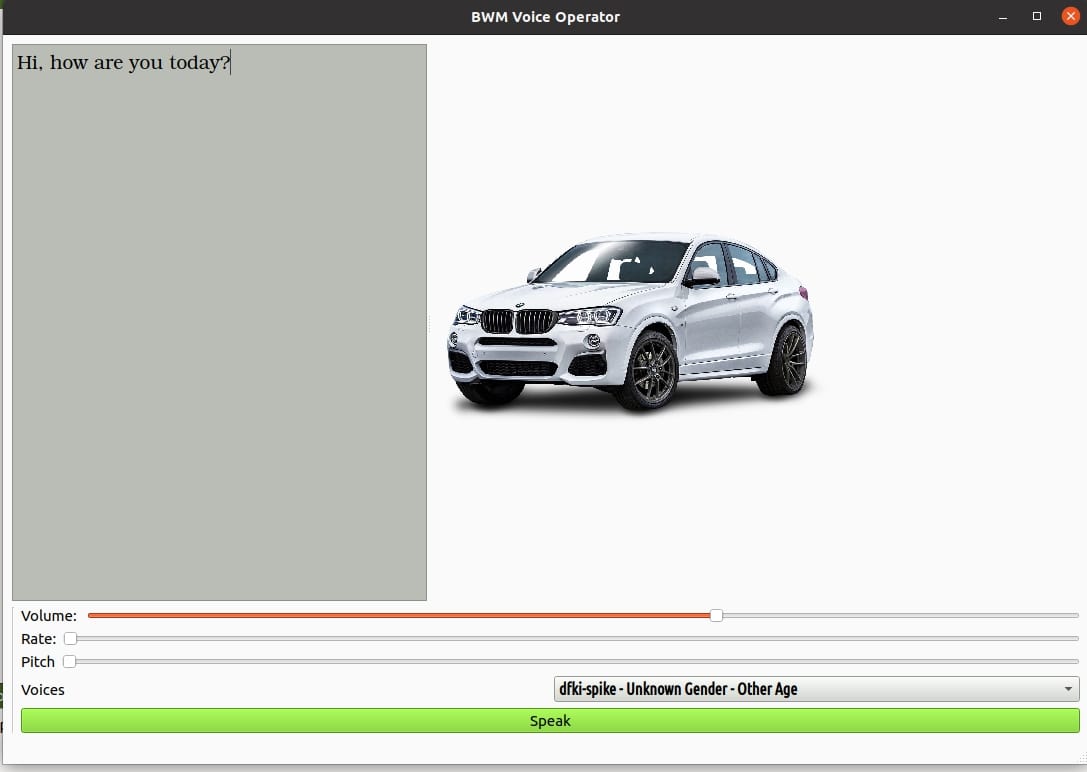 BWM Voice Operator
Hi, how are you today?
Volume:
Rate:
Pitch
Voices
dfki-spike - Unknown Gender - Other Age
Speak